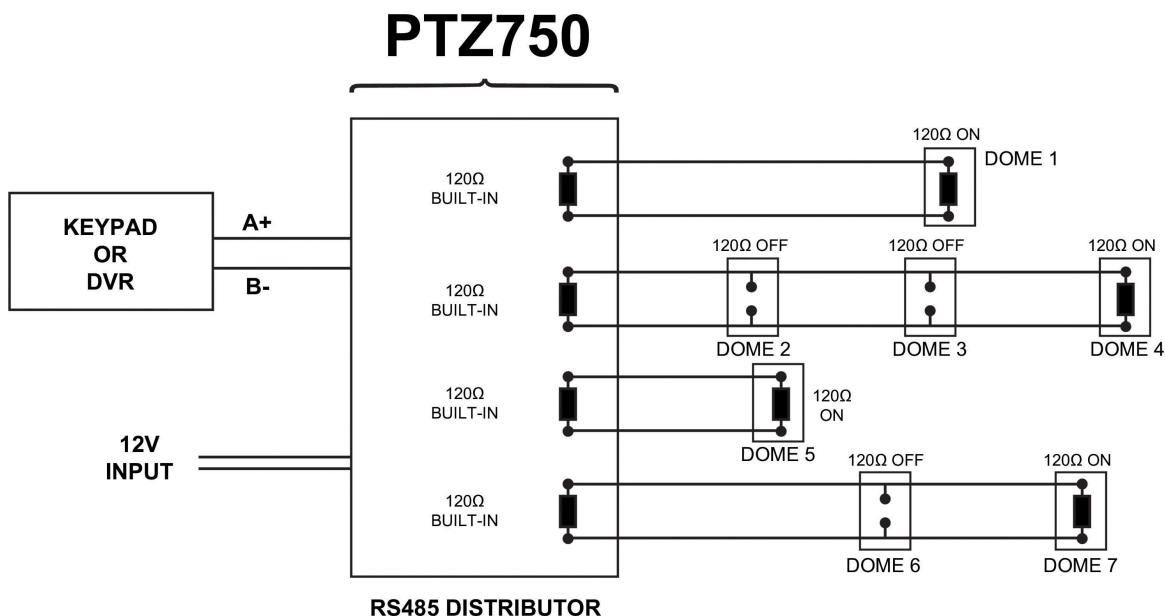 PTZ750
KEYPAD
OR
DVR
A+
B-
12V
INPUT
120Ω
BUILT-IN
120Ω
BUILT-IN
120Ω
BUILT-IN
120Ω
BUILT-IN
RS485 DISTRIBUTOR
120Ω ON
DOME 1
120Ω OFF
120Ω OFF
120Ω ON
DOME 2
DOME 3
DOME 4
120Ω
ON
DOME 5
120Ω OFF
120Ω ON
DOME 6
DOME 7